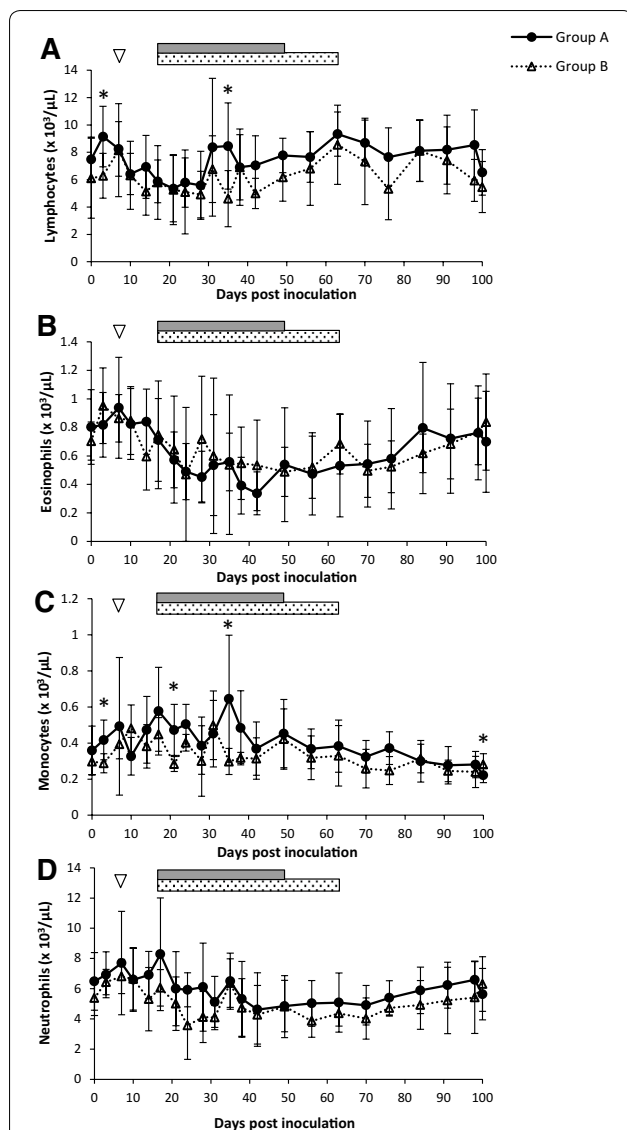 Group A
Group B
A
*
*
14
12
10
8
6
4
2
0
Lymphocytes (x 10³/µL)
0 10 20 30 40 50 60 70 80 90 100
Days post inoculation
B
1.4
1.2
1
0.8
0.6
0.4
0.2
0
Eosinophils (x 10³/µL)
0 10 20 30 40 50 60 70 80 90 100
Days post inoculation
C
*
*
*
*
1.2
1
0.8
0.6
0.4
0.2
0
Monocytes (x 10³/µL)
0 10 20 30 40 50 60 70 80 90 100
Days post inoculation
D
14
12
10
8
6
4
2
0
Neutrophils (x 10³/µL)
0 10 20 30 40 50 60 70 80 90 100
Days post inoculation